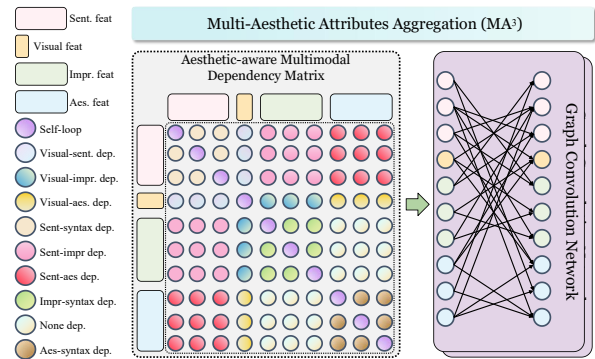 Sent. feat
Visual feat
Impr. feat
Aes. feat
Self-loop
Visual-sent. dep.
Visual-impr. dep.
Visual-aes. dep.
Sent-syntax dep.
Sent-impr dep.
Sent-aes dep.
Impr-syntax dep.
None dep.
Aes-syntax dep.
Multi-Aesthetic Attributes Aggregation (MA³)
Aesthetic-aware Multimodal
Dependency Matrix
Graph Convolution Network